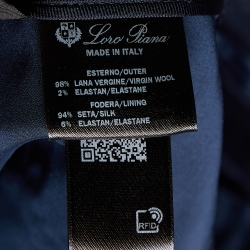 Loro Piana
MADE IN ITALY
ESTERNO/OUTER
98% LANA VERGINE/VIRGIN WOOL
2% ELASTAN/ELASTANE
FODERA/LINING
94% SETA/SILK
6% ELASTAN/ELASTANE
RFID